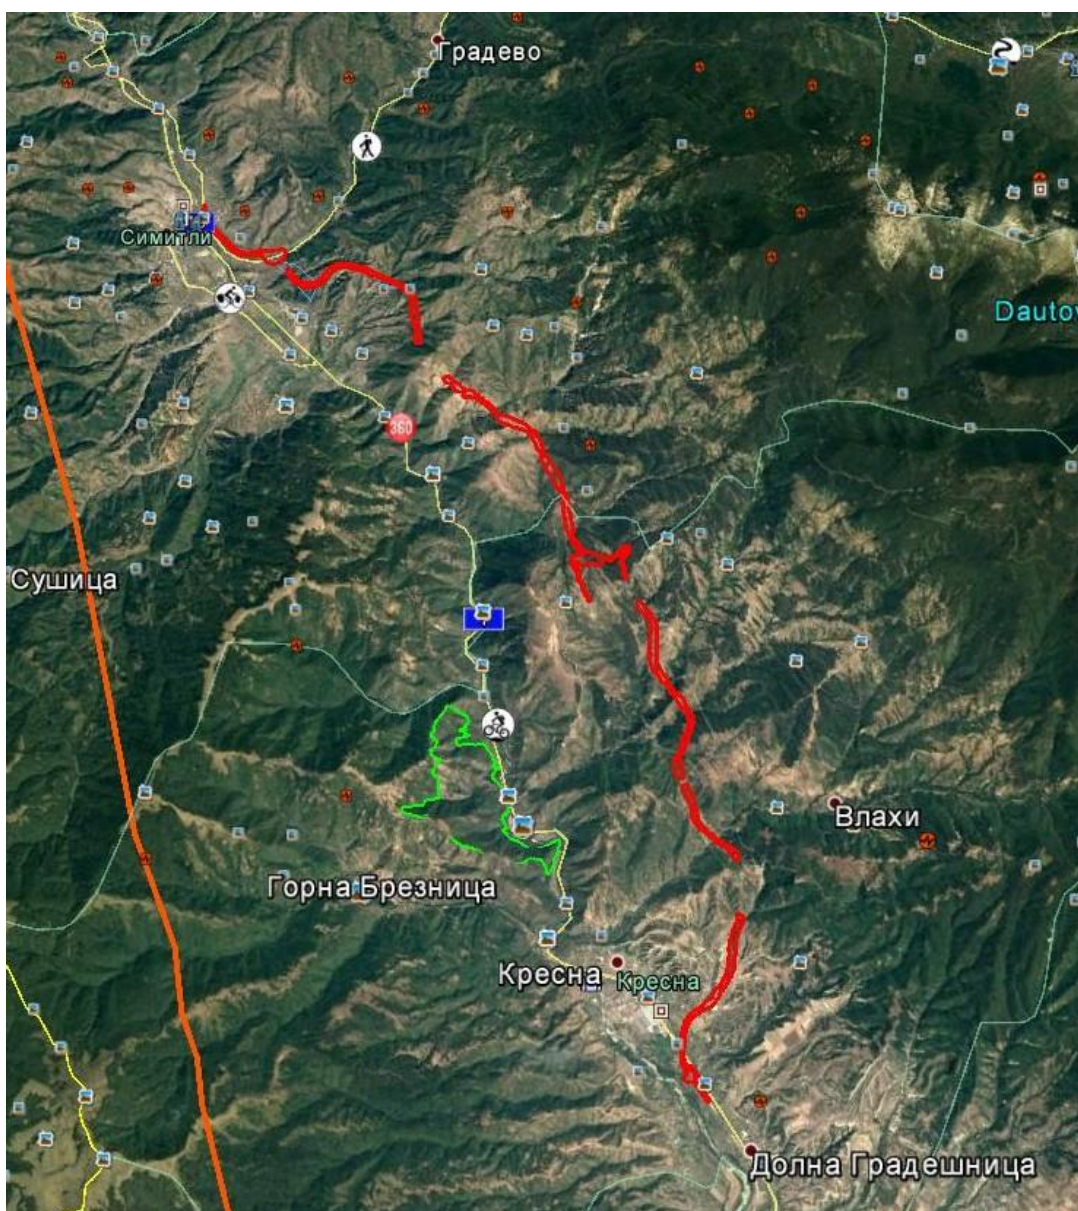 Градево
Симитли
Dautov
360
Сушица
Влахи
Горна Брезница
Кресна
Кресна
Долна Градешница